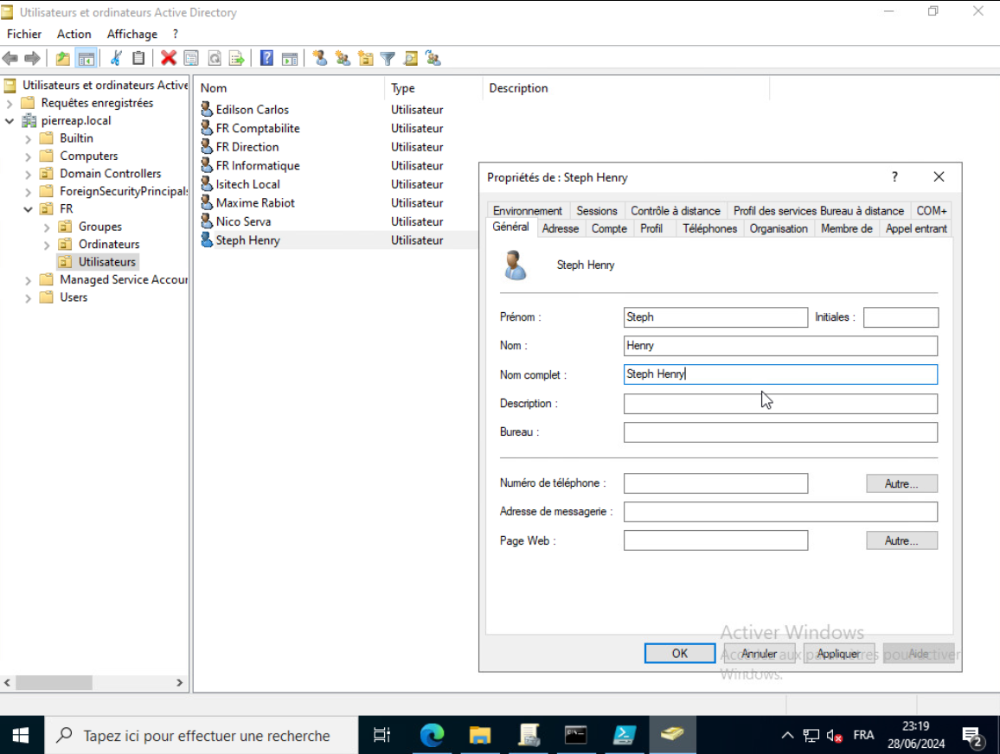 Utilisateurs et ordinateurs Active Directory
Fichier Action Affichage ?
Utilisateurs et ordinateurs Active
Requêtes enregistrées
pierreap.local
Builtin
Computers
Domain Controllers
ForeignSecurityPrincipals
FR
Groupes
Ordinateurs
Utilisateurs
Managed Service Accour
Users
Nom Type Description
Edilson Carlos Utilisateur
FR Comptabilite Utilisateur
FR Direction Utilisateur
FR Informatique Utilisateur
Isitech Local Utilisateur
Maxime Rabiot Utilisateur
Nico Serva Utilisateur
Steph Henry Utilisateur
Propriétés de : Steph Henry ?
Environnement Sessions Contrôle à distance Profil des services Bureau à distance COM+
Général Adresse Compte Profil Téléphones Organisation Membre de Appel entrant
Steph Henry
Prénom : Steph Initiales :
Nom : Henry
Nom complet : Steph Henry
Description :
Bureau :
Numéro de téléphone : Autre...
Adresse de messagerie :
Page Web : Autre...
OK Annuler Appliquer Aide
Activer Windows
Accédez aux paramètres pour activer
Windows.
Tapez ici pour effectuer une recherche
FRA
23:19
28/06/2024
2